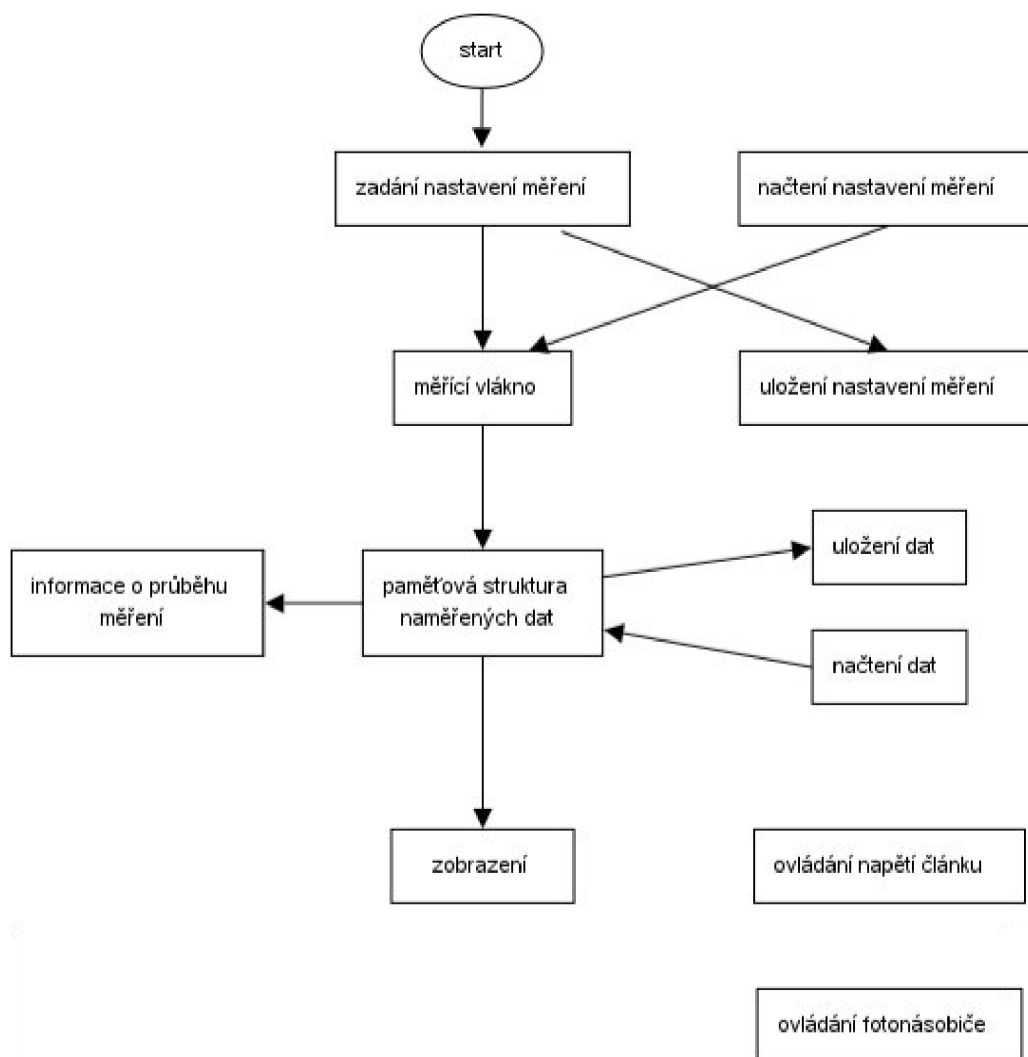 start
zadání nastavení měření
načtení nastavení měření
měřící vlákno
uložení nastavení měření
informace o průběhu
měření
paměťová struktura
naměřených dat
uložení dat
načtení dat
zobrazení
ovládání napětí článku
ovládání fotonásobiče